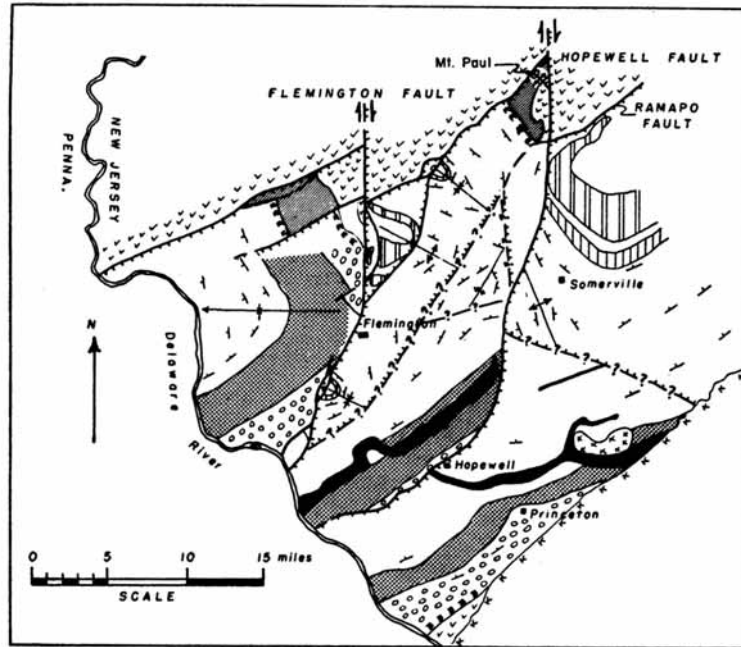 Mt. Paul
HOPEWELL FAULT
FLEMINGTON FAULT
RAMAPO
FAULT
NEW JERSEY
PENNA.
Somerville
N
Delaware
Flemington
River
Hopewell
Princeton
0 5 10 15 miles
SCALE
? ? ? ? ? ? ? ? ? ?